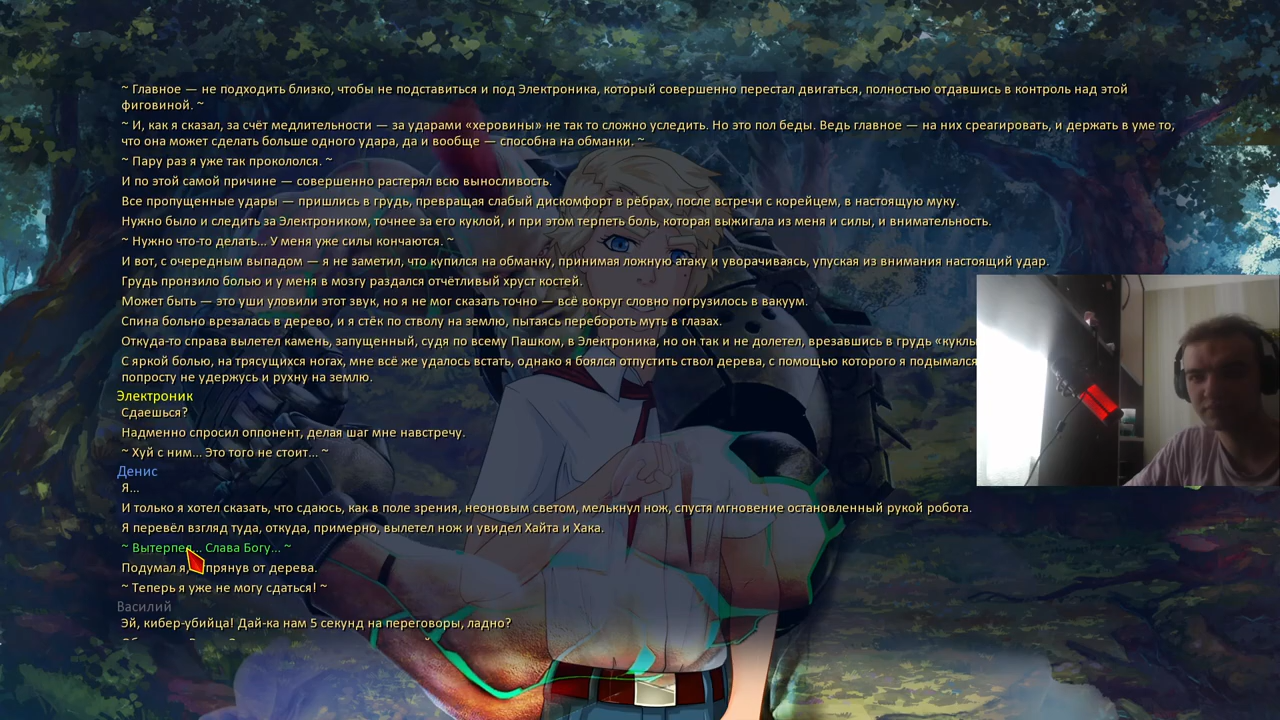 ~ Главное — не подходить близко, чтобы не подставиться и под Электроника, который совершенно перестал двигаться, полностью отдавшись в контроль над этой
фиговиной. ~
~ И, как я сказал, за счёт медлительности — за ударами «херовины» не так то сложно уследить. Но это пол беды. Ведь главное — на них среагировать, и держать в уме то,
что она может сделать больше одного удара, да и вообще — способна на обманки. ~
~ Пару раз я уже так прокололся. ~
И по этой самой причине — совершенно растерял всю выносливость.
Все пропущенные удары — пришлись в грудь, превращая слабый дискомфорт в рёбрах, после встречи с корейцем, в настоящую муку.
Нужно было и следить за Электроником, точнее за его куклой, и при этом терпеть боль, которая выжигала из меня и силы, и внимательность.
~ Нужно что-то делать... У меня уже силы кончаются. ~
И вот, с очередным выпадом — я не заметил, что купился на обманку, принимая ложную атаку и уворачиваясь, упуская из внимания настоящий удар.
Грудь пронзило болью и у меня в мозгу раздался отчётливый хруст костей.
Может быть — это уши уловили этот звук, но я не мог сказать точно — всё вокруг словно погрузилось в вакуум.
Спина больно врезалась в дерево, и я стёк по стволу на землю, пытаясь перебороть муть в глазах.
Откуда-то справа вылетел камень, запущенный, судя по всему Пашком, в Электроника, но он так и не долетел, врезавшись в грудь «куклы
С яркой болью, на трясущихся ногах, мне всё же удалось встать, однако я боялся отпустить ствол дерева, с помощью которого я подымался
попросту не удержусь и рухну на землю.
Электроник
Сдаешься?
Надменно спросил оппонент, делая шаг мне навстречу.
~ Хуй с ним... Это того не стоит... ~
Денис
Я...
И только я хотел сказать, что сдаюсь, как в поле зрения, неоновым светом, мелькнул нож, спустя мгновение остановленный рукой робота.
Я перевёл взгляд туда, откуда, примерно, вылетел нож и увидел Хайта и Хака.
~ Вытерпел... Слава Богу... ~
Подумал я, прянув от дерева.
~ Теперь я уже не могу сдаться! ~
Василий
Эй, кибер-убийца! Дай-ка нам 5 секунд на переговоры, ладно?